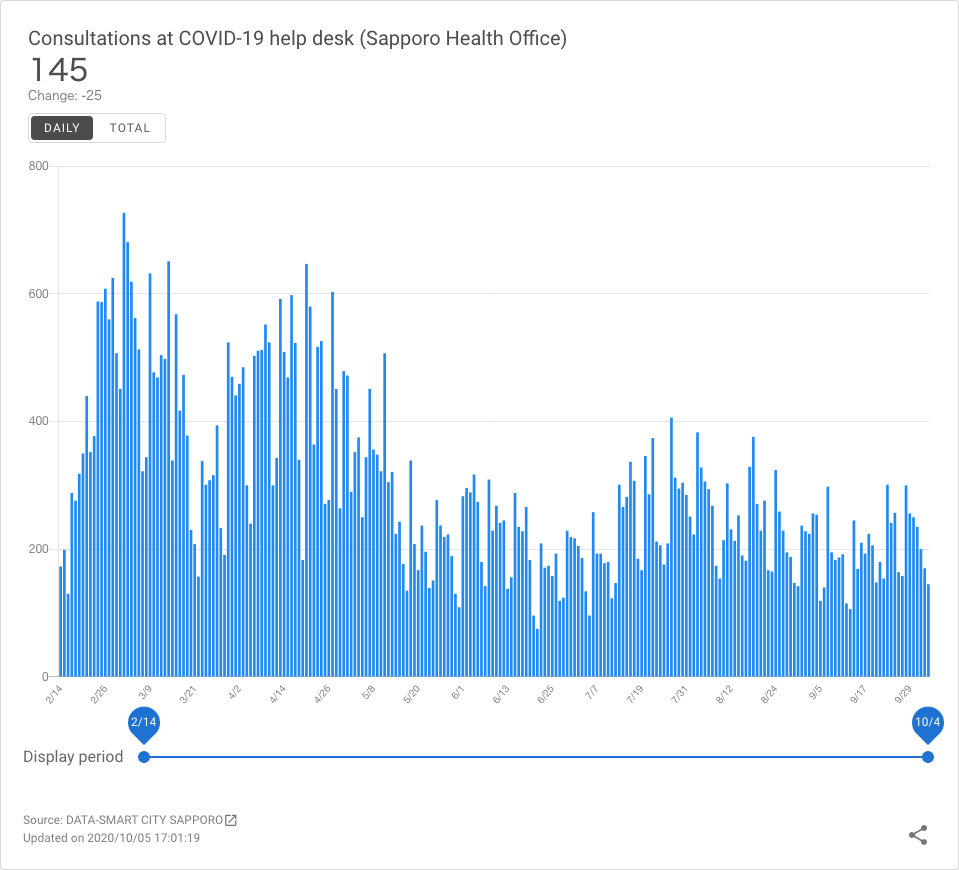 Consultations at COVID-19 help desk (Sapporo Health Office)
145
Change: -25
DAILY TOTAL
800
600
400
200
0
2/14 2/26 3/9 3/21 4/2 4/14 4/26 5/8 5/20 6/1 6/13 6/25 7/7 7/19 7/31 8/12 8/24 9/5 9/17 9/29
2/14 10/4
Display period
Source: DATA-SMART CITY SAPPORO
Updated on 2020/10/05 17:01:19